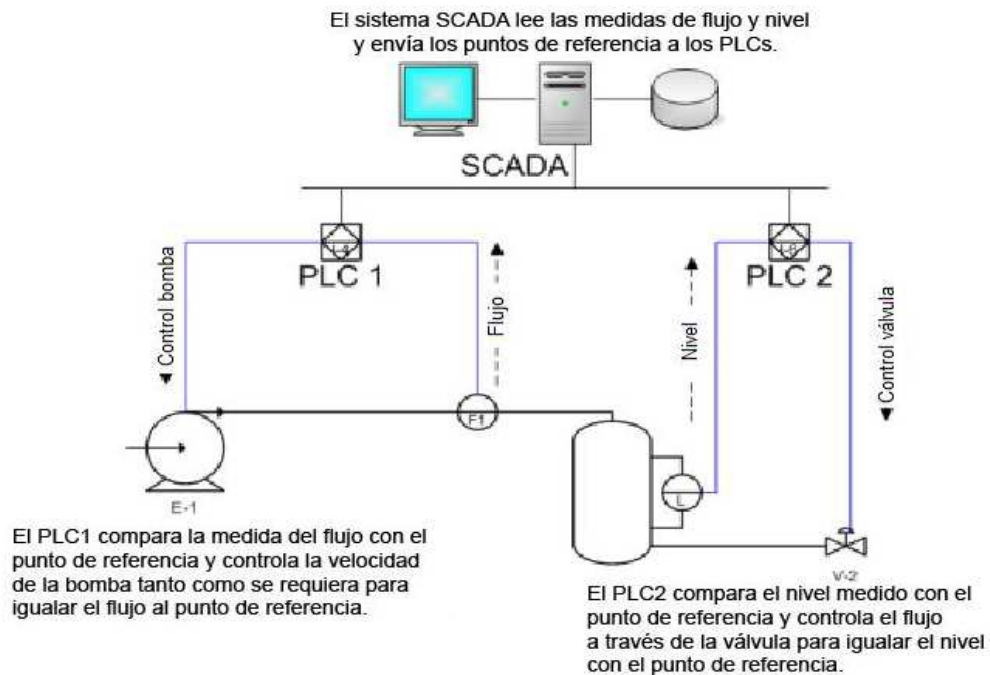 El sistema SCADA lee las medidas de flujo y nivel
y envía los puntos de referencia a los PLCs.
SCADA
PLC 1
PLC 2
Control bomba
Flujo
Nivel
Control válvula
F1
L
E-1
V-2
El PLC1 compara la medida del flujo con el
punto de referencia y controla la velocidad
de la bomba tanto como se requiera para
igualar el flujo al punto de referencia.
El PLC2 compara el nivel medido con el
punto de referencia y controla el flujo
a través de la válvula para igualar el nivel
con el punto de referencia.